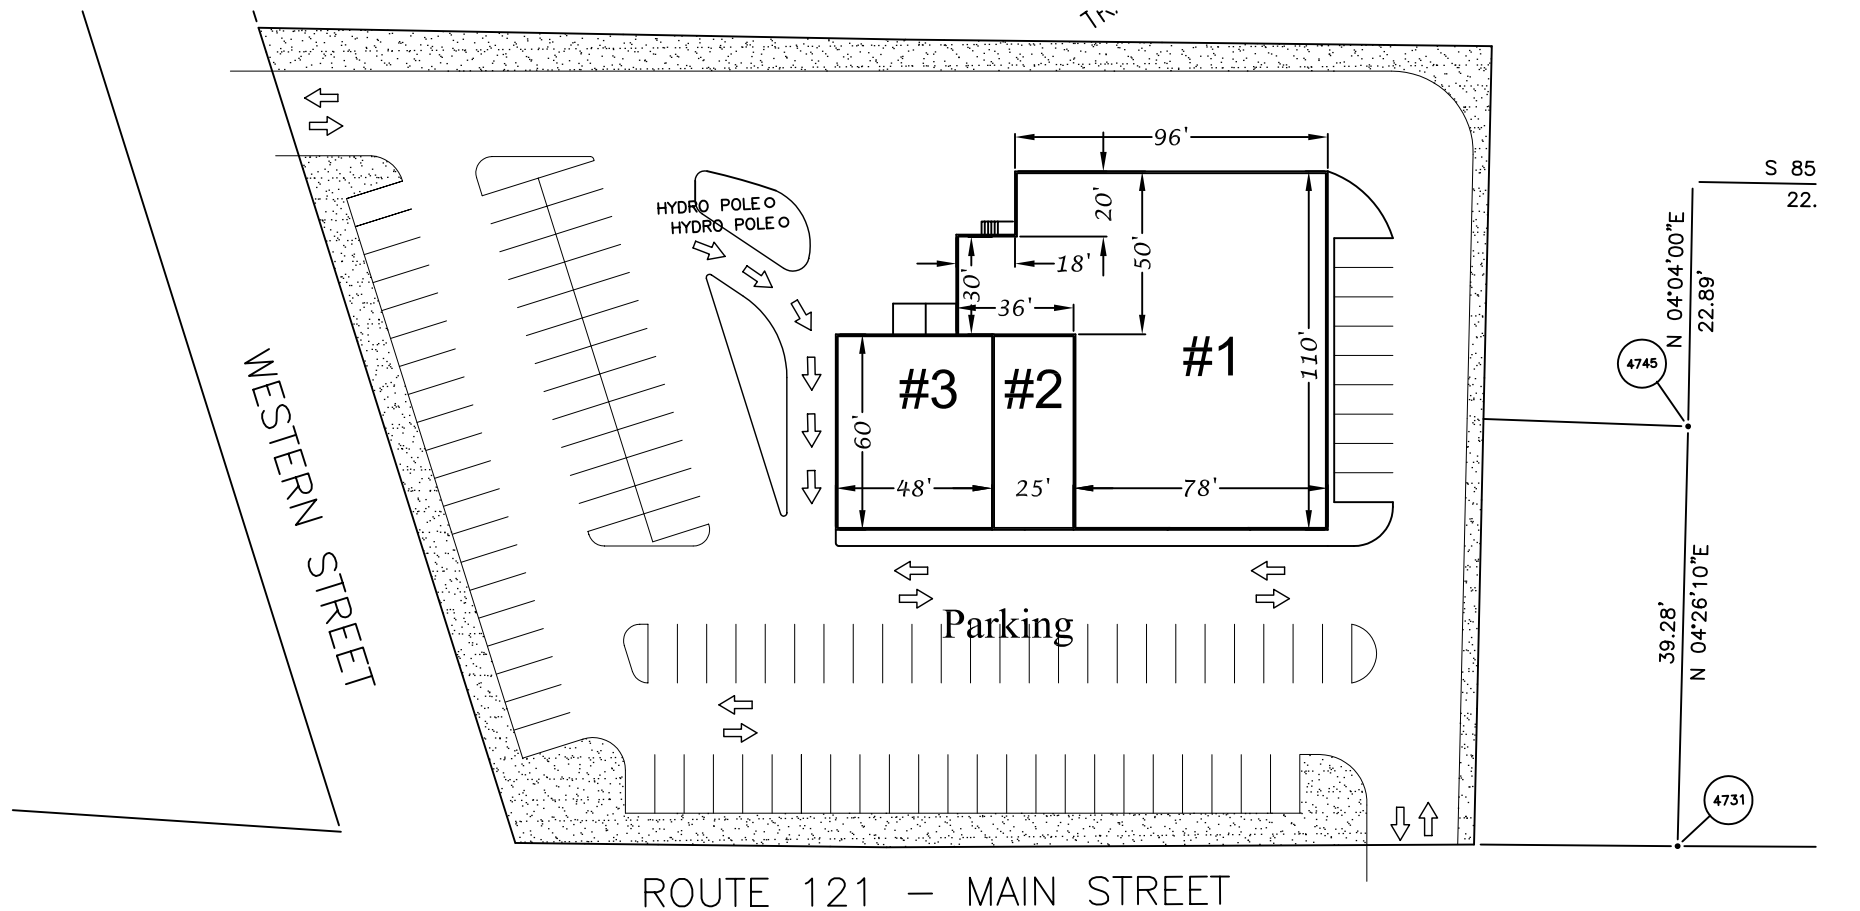 96'
S 85
22.
HYDRO POLE
HYDRO POLE
20'
50'
18'
30'
36'
N 04°04'00"E
22.89'
110'
#1
#3
#2
4745
WESTERN STREET
60'
48'
25'
78'
Parking
39.28'
N 04°26'10"E
4731
ROUTE 121 – MAIN STREET